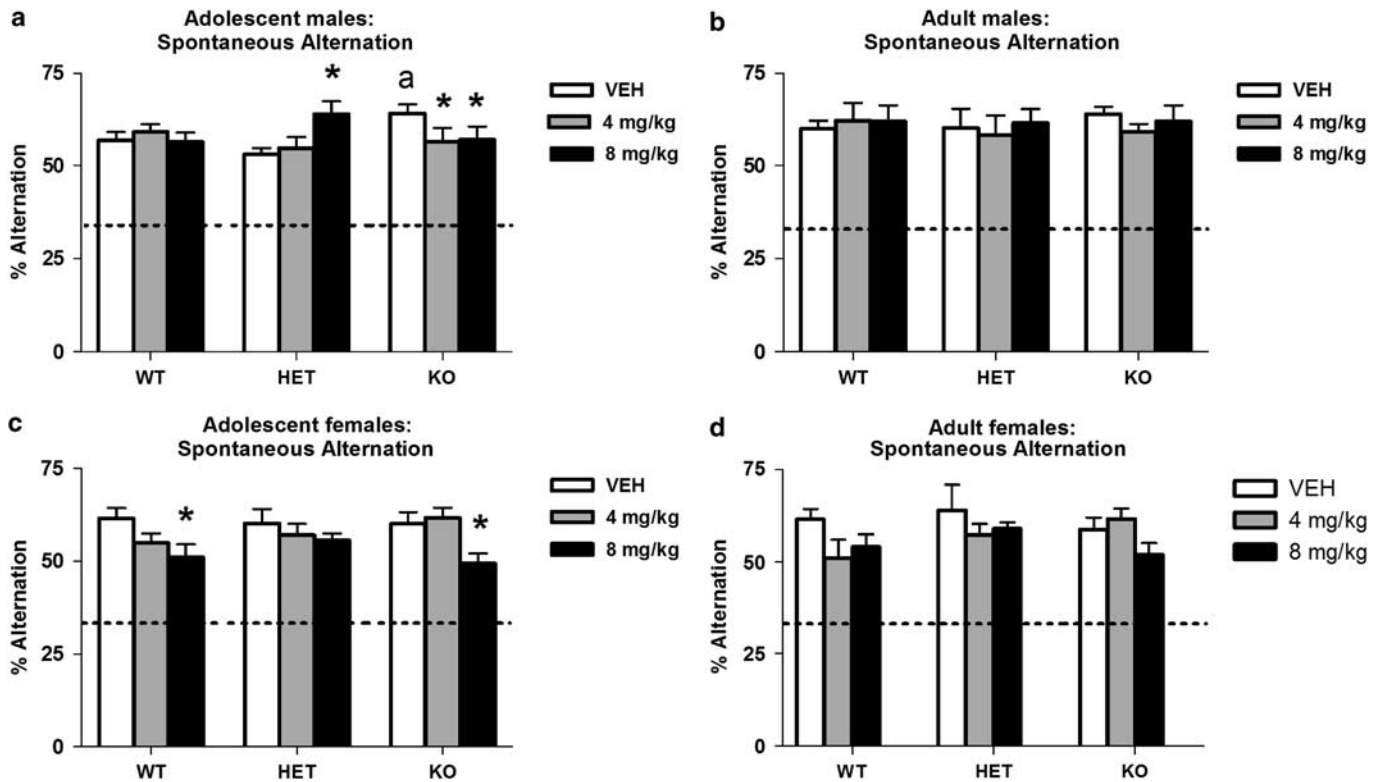 a
Adolescent males:
Spontaneous Alternation
% Alternation
75
50
25
0
*
a
*
*
WT
HET
KO
VEH
4 mg/kg
8 mg/kg
b
Adult males:
Spontaneous Alternation
% Alternation
75
50
25
0
WT
HET
KO
VEH
4 mg/kg
8 mg/kg
c
Adolescent females:
Spontaneous Alternation
% Alternation
75
50
25
0
*
*
WT
HET
KO
VEH
4 mg/kg
8 mg/kg
d
Adult females:
Spontaneous Alternation
% Alternation
75
50
25
0
WT
HET
KO
VEH
4 mg/kg
8 mg/kg